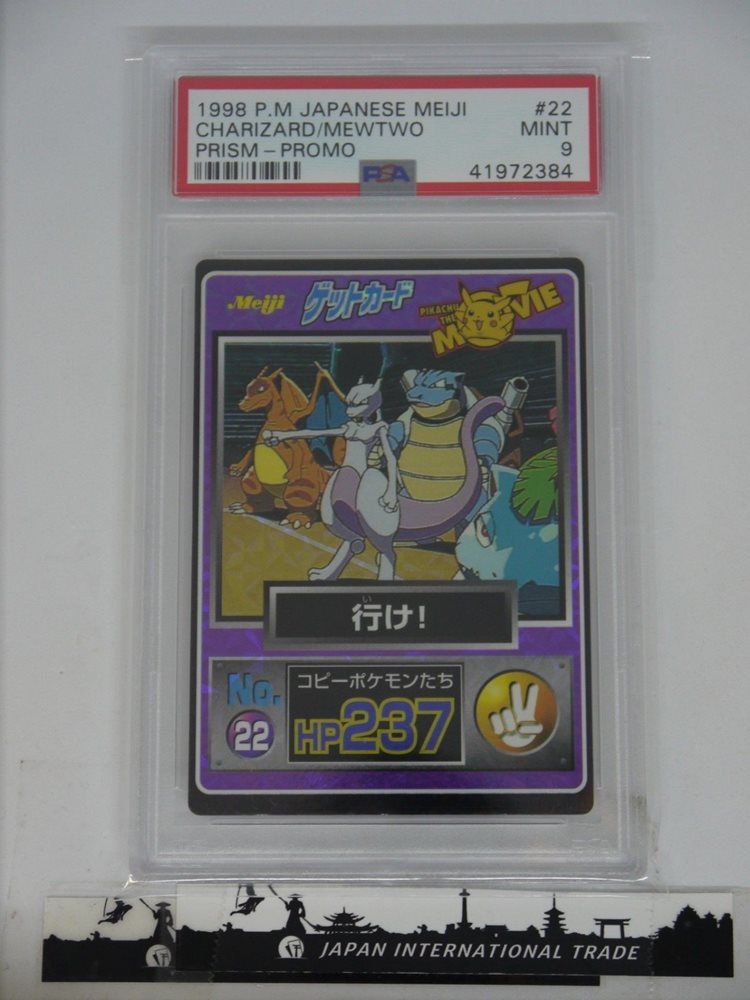 1998 P.M JAPANESE MEIJI #22
CHARIZARD/MEWTWO MINT
PRISM - PROMO 9
PSA 41972384
Meiji ゲットカード PIKACHU THE MOVIE
い
行け!
No.
22
コピーポケモンたち
HP237
JAPAN INTERNATIONAL TRADE